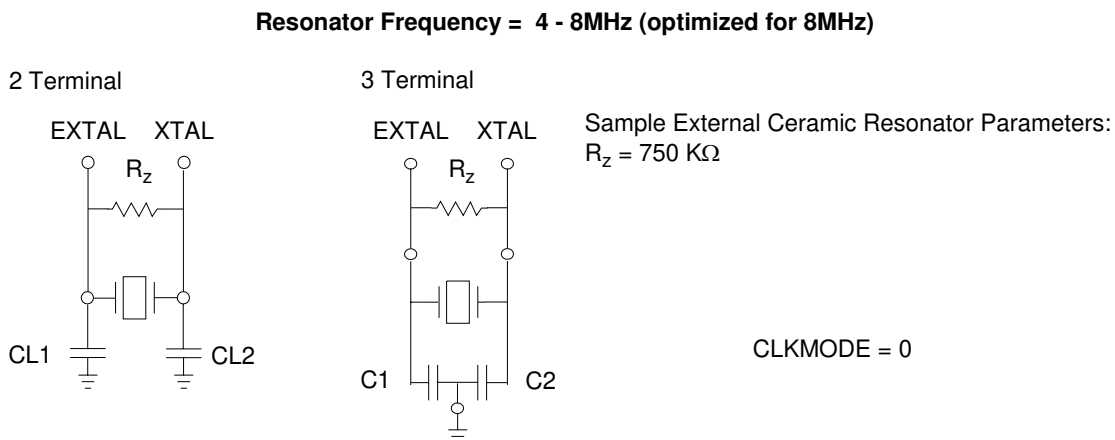 Resonator Frequency = 4 - 8MHz (optimized for 8MHz)
2 Terminal
3 Terminal
EXTAL XTAL
EXTAL XTAL
Sample External Ceramic Resonator Parameters:
Rz = 750 KΩ
Rz
Rz
CL1
CL2
C1
C2
CLKMODE = 0